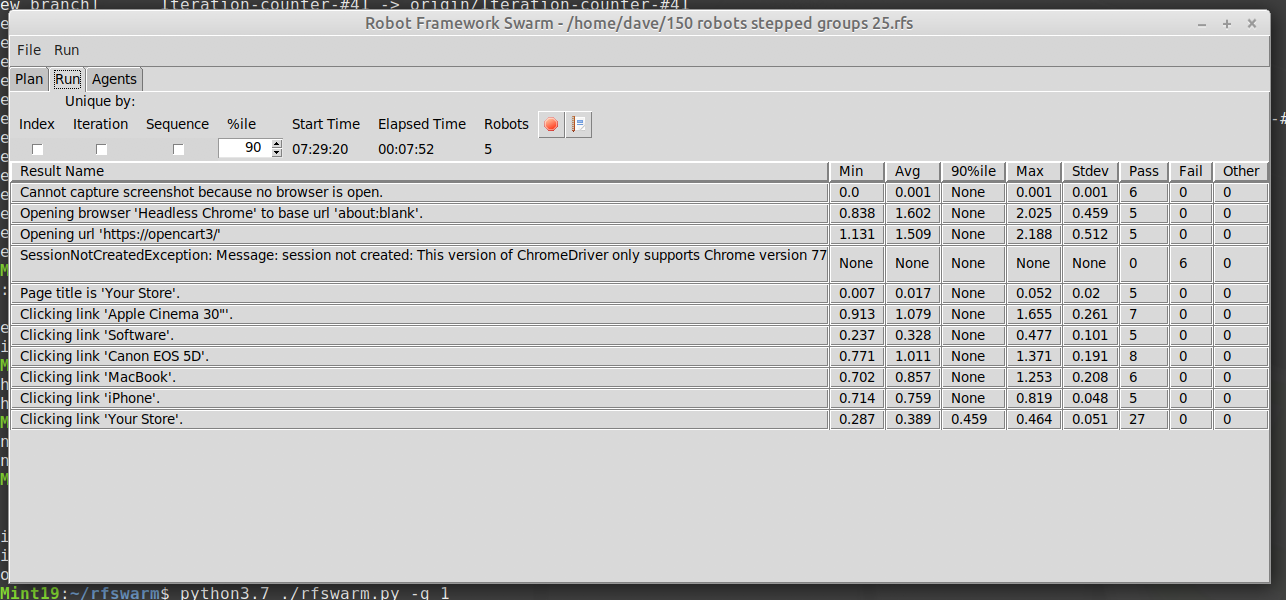 ew branch]      Iteration-counter-#41 -> origin/Iteration-counter-#41
Robot Framework Swarm - /home/dave/150 robots stepped groups 25.rfs
File Run
Plan Run Agents
Unique by:
Index Iteration Sequence %ile Start Time Elapsed Time Robots
90 07:29:20 00:07:52 5
Result Name Min Avg 90%ile Max Stdev Pass Fail Other
Cannot capture screenshot because no browser is open. 0.0 0.001 None 0.001 0.001 6 0 0
Opening browser 'Headless Chrome' to base url 'about:blank'. 0.838 1.602 None 2.025 0.459 5 0 0
Opening url 'https://opencart3/' 1.131 1.509 None 2.188 0.512 5 0 0
SessionNotCreatedException: Message: session not created: This version of ChromeDriver only supports Chrome version 77 None None None None None 0 6 0
Page title is 'Your Store'. 0.007 0.017 None 0.052 0.02 5 0 0
Clicking link 'Apple Cinema 30"'. 0.913 1.079 None 1.655 0.261 7 0 0
Clicking link 'Software'. 0.237 0.328 None 0.477 0.101 5 0 0
Clicking link 'Canon EOS 5D'. 0.771 1.011 None 1.371 0.191 8 0 0
Clicking link 'MacBook'. 0.702 0.857 None 1.253 0.208 6 0 0
Clicking link 'iPhone'. 0.714 0.759 None 0.819 0.048 5 0 0
Clicking link 'Your Store'. 0.287 0.389 0.459 0.464 0.051 27 0 0
Mint19:~/rfswarm$ python3.7 ./rfswarm.py -g 1